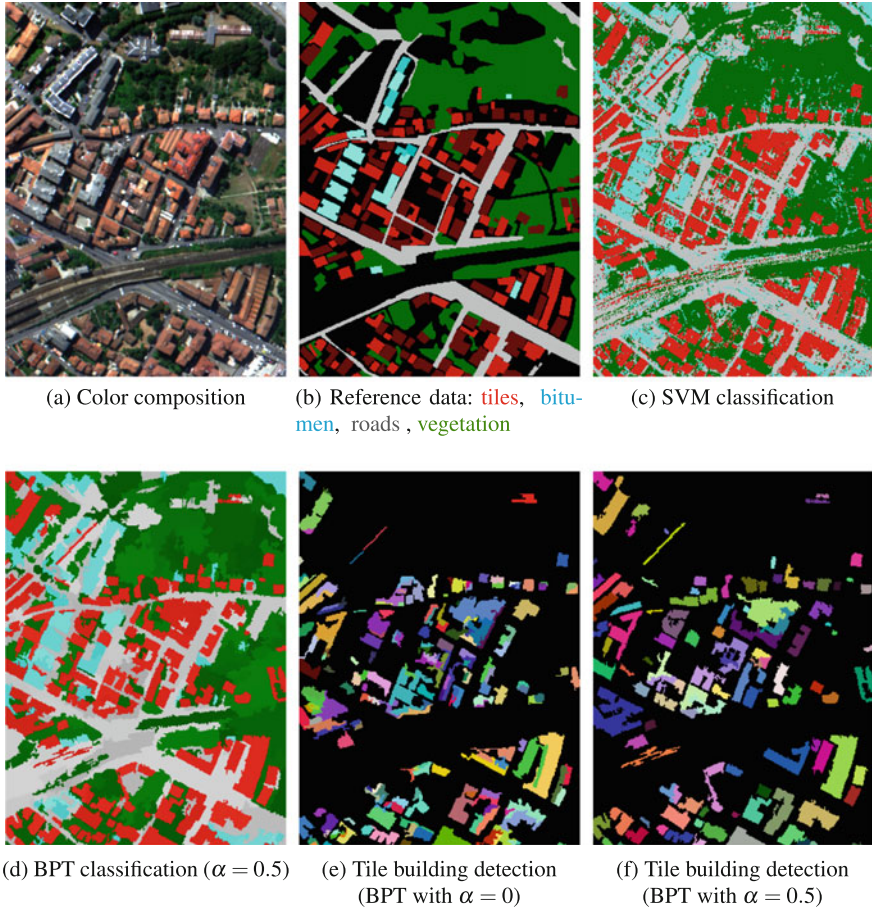 (a) Color composition
(b) Reference data: tiles, bitu-
men, roads , vegetation
(c) SVM classification
(d) BPT classification (α = 0.5)
(e) Tile building detection
(BPT with α = 0)
(f) Tile building detection
(BPT with α = 0.5)